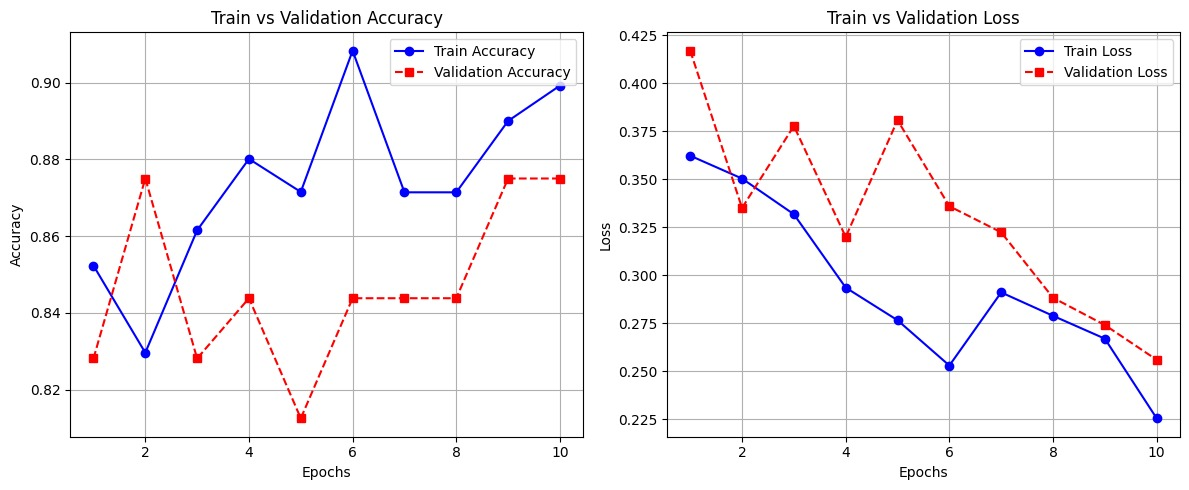 Train vs Validation Accuracy
Train Accuracy
Validation Accuracy
0.90
0.88
0.86
0.84
0.82
Accuracy
2
4
6
8
10
Epochs
Train vs Validation Loss
Train Loss
Validation Loss
0.425
0.400
0.375
0.350
0.325
0.300
0.275
0.250
0.225
Loss
2
4
6
8
10
Epochs